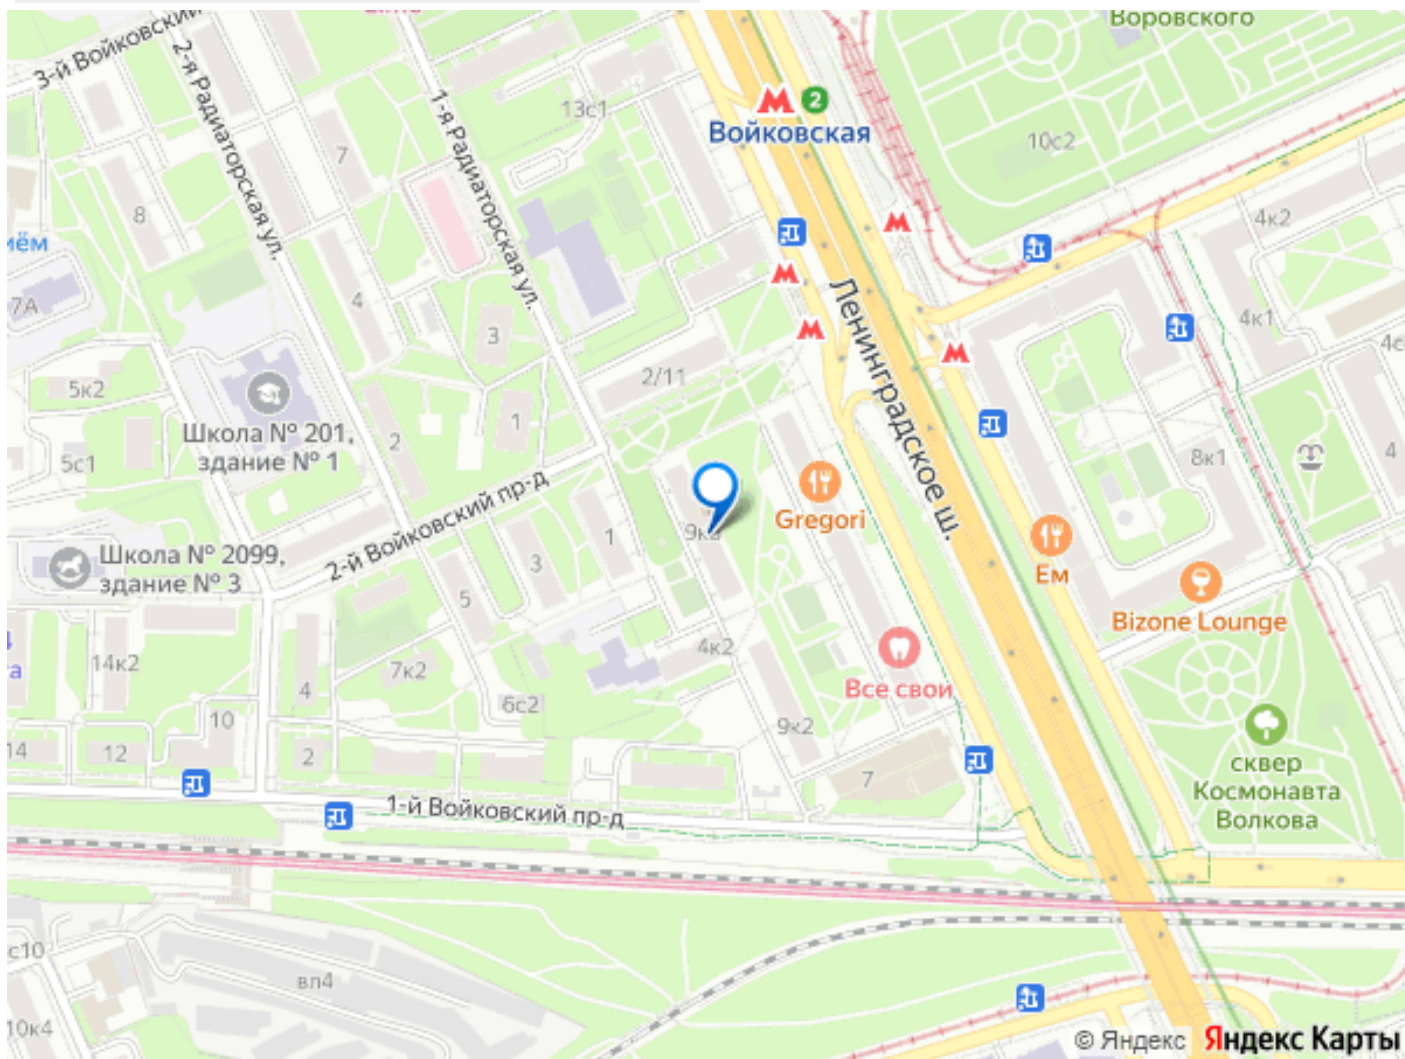 Воровского
3-й Войковский
2-я Радиаторская ул.
1-я Радиаторская ул.
13с1
2
Войковская
10с2
7
8
4к2
7А
4
3
4к1
2/11
5к2
1
2
Школа № 201,
здание № 1
5с1
Ленинградское ш.
8к1
4
2-й Войковский пр-д
Gregori
1
3
5
Школа № 2099,
здание № 3
Ем
Bizone Lounge
4к2
14к2
7к2
4
6с2
Все свои
10
9к2
14
12
2
7
сквер
Космонавта
Волкова
1-й Войковский пр-д
с10
вл4
10к4
© Яндекс Яндекс Карты